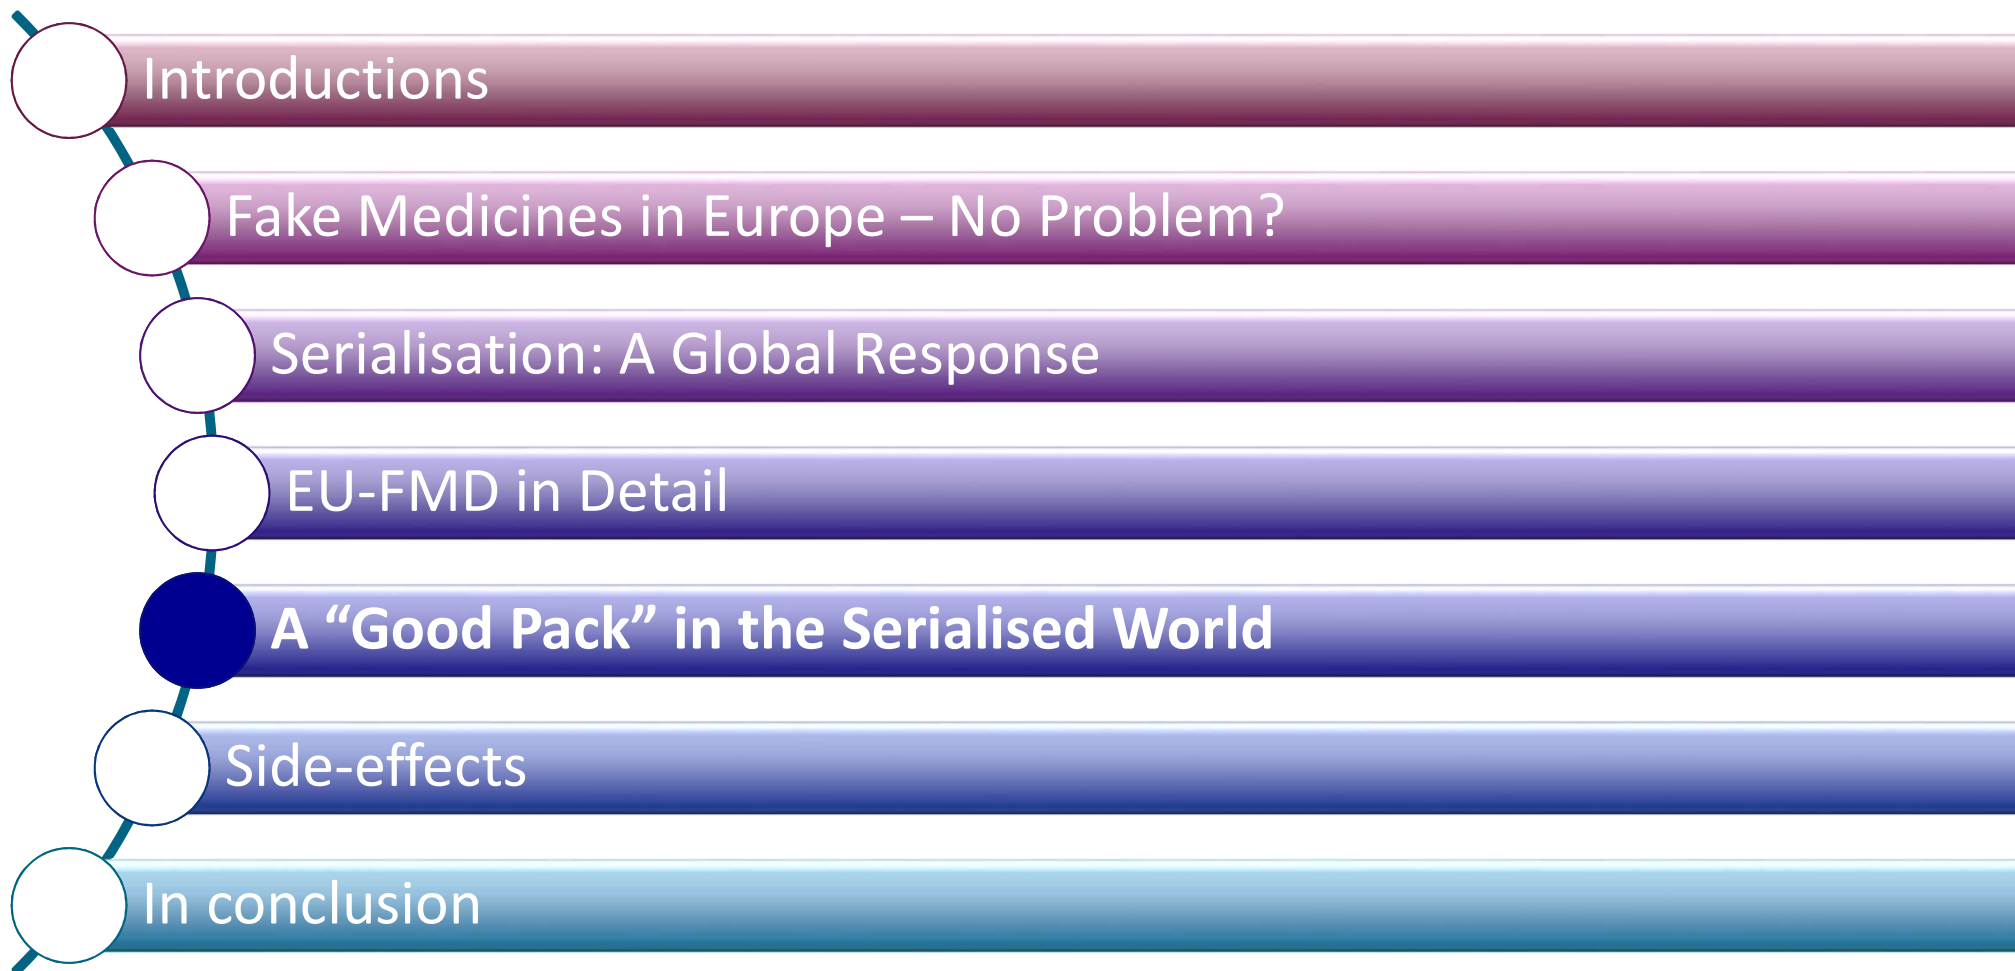 Introductions
Fake Medicines in Europe – No Problem?
Serialisation: A Global Response
EU-FMD in Detail
A “Good Pack” in the Serialised World
Side-effects
In conclusion